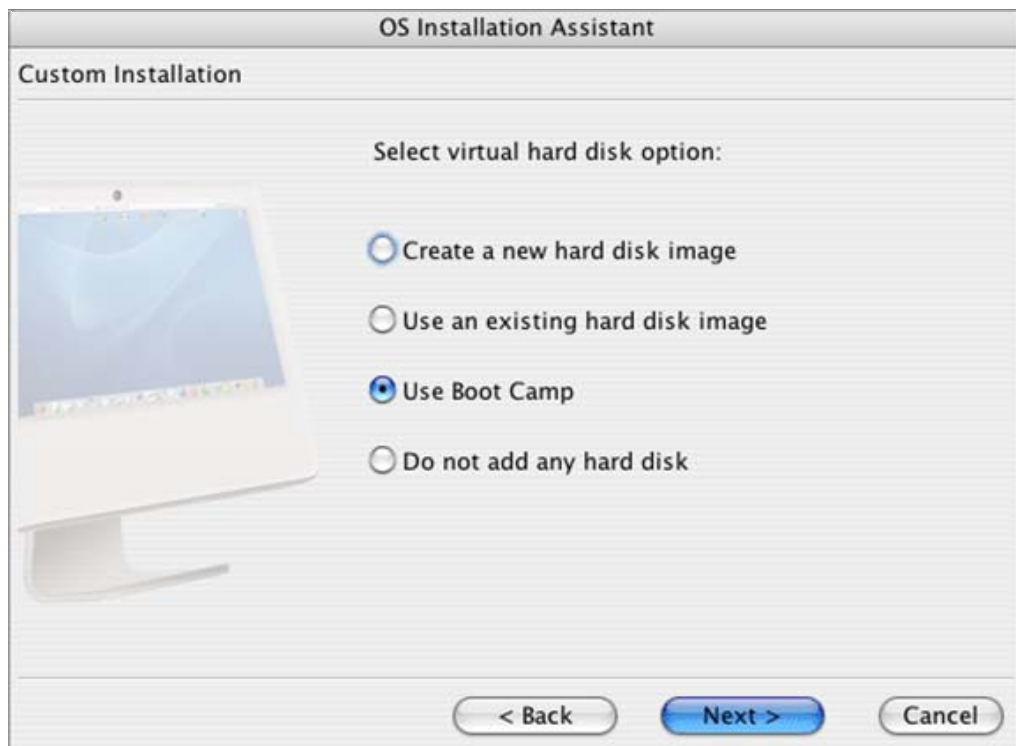 OS Installation Assistant
Custom Installation
Select virtual hard disk option:
Create a new hard disk image
Use an existing hard disk image
Use Boot Camp
Do not add any hard disk
< Back
Next >
Cancel